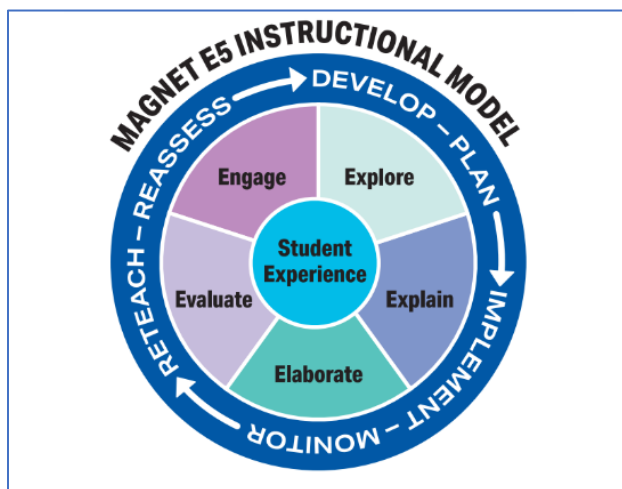 MAGNET E5 INSTRUCTIONAL MODEL
DEVELOP – PLAN
IMPLEMENT – MONITOR
RETEACH – REASSESS
Engage
Explore
Explain
Elaborate
Evaluate
Student
Experience